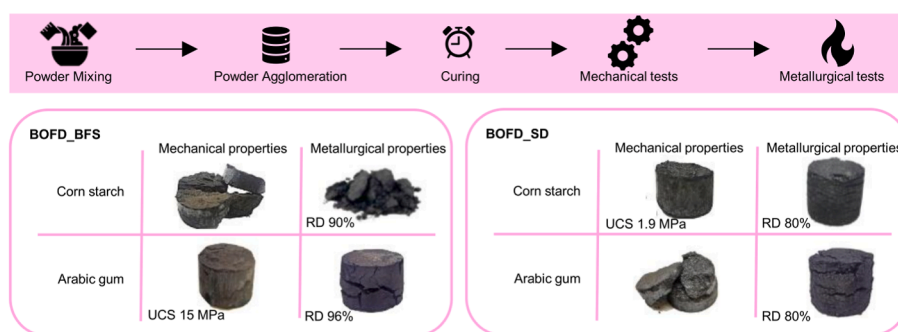 Powder Mixing
Powder Agglomeration
Curing
Mechanical tests
Metallurgical tests
BOFD_BFS
Mechanical properties
Metallurgical properties
Corn starch
RD 90%
Arabic gum
UCS 15 MPa
RD 96%
BOFD_SD
Mechanical properties
Metallurgical properties
Corn starch
UCS 1.9 MPa
RD 80%
Arabic gum
RD 80%